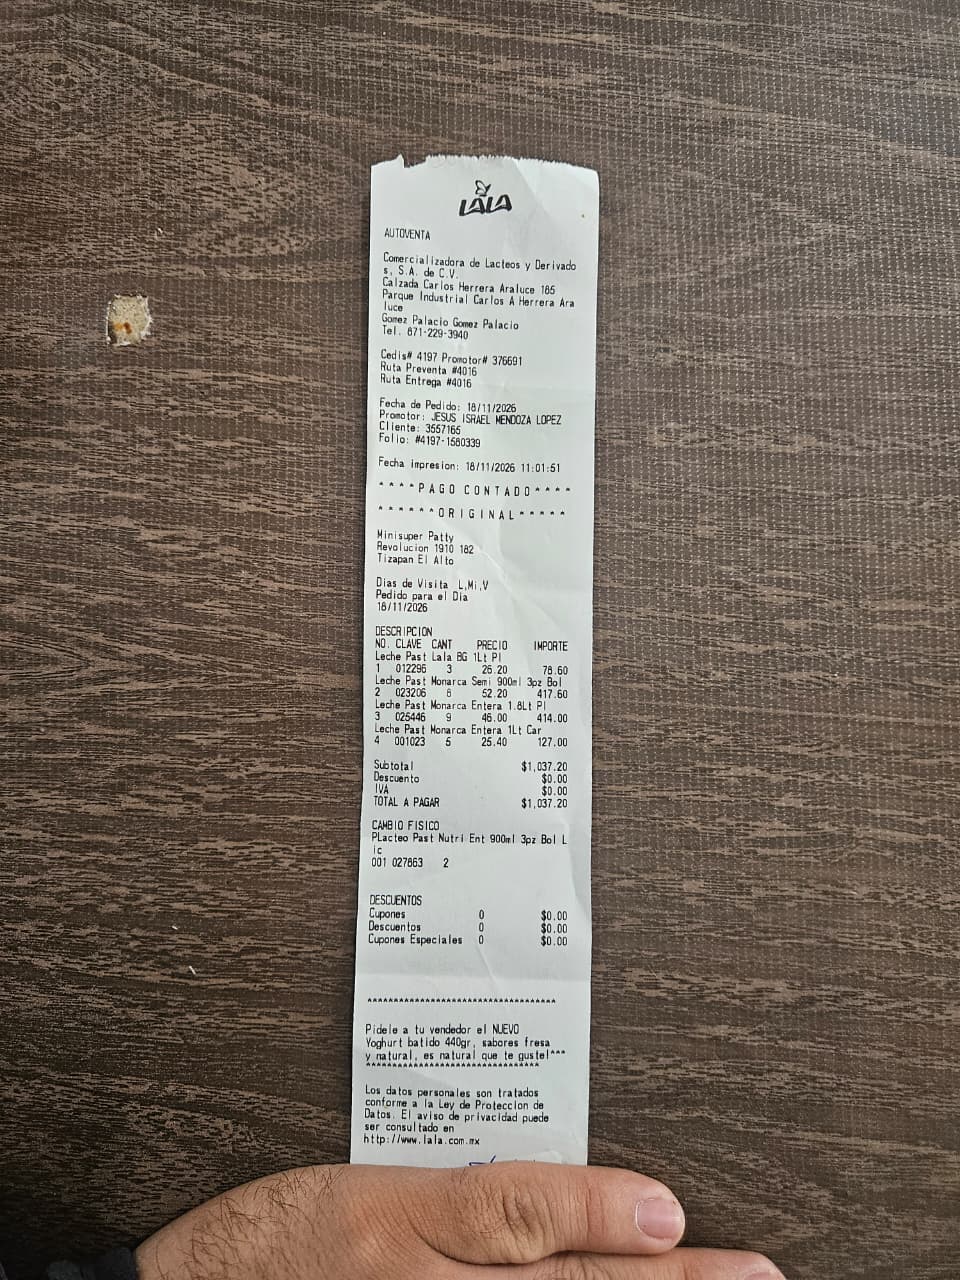 LALA
AUTOVENTA
Comercializadora de Lacteos y Derivado
s, S.A. de C.V.
Calzada Carlos Herrera Araluce 185
Parque Industrial Carlos A Herrera Ara
luce
Gomez Palacio Gomez Palacio
Tel. 871-229-3940
Cedis# 4197 Promotor# 376691
Ruta Preventa #4016
Ruta Entrega #4016
Fecha de Pedido: 18/11/2026
Promotor: JESUS ISRAEL MENDOZA LOPEZ
Cliente: 3557165
Folio: #4197-1580339
Fecha impresion: 18/11/2026 11:01:51
****PAGO CONTADO****
******ORIGINAL*****
Minisuper Patty
Revolucion 1910 182
Tizapan El Alto
Dias de Visita L,Mi,V
Pedido para el Dia
18/11/2026
DESCRIPCION
NO. CLAVE CANT PRECIO IMPORTE
Leche Past Lala BG 1Lt Pl
1 012296 3 26.20 78.60
Leche Past Monarca Semi 900ml 3pz Bol
2 023206 8 52.20 417.60
Leche Past Monarca Entera 1.8Lt Pl
3 025446 9 46.00 414.00
Leche Past Monarca Entera 1Lt Car
4 001023 5 25.40 127.00
Subtotal $1,037.20
Descuento $0.00
IVA $0.00
TOTAL A PAGAR $1,037.20
CAMBIO FISICO
PLacteo Past Nutri Ent 900ml 3pz Bol L
ic
001 027863 2
DESCUENTOS
Cupones 0 $0.00
Descuentos 0 $0.00
Cupones Especiales 0 $0.00
************************************
Pidele a tu vendedor el NUEVO
Yoghurt batido 440gr, sabores fresa
y natural, es natural que te guste!***
*********************************
Los datos personales son tratados
conforme a la Ley de Proteccion de
Datos. El aviso de privacidad puede
ser consultado en
http://www.lala.com.mx